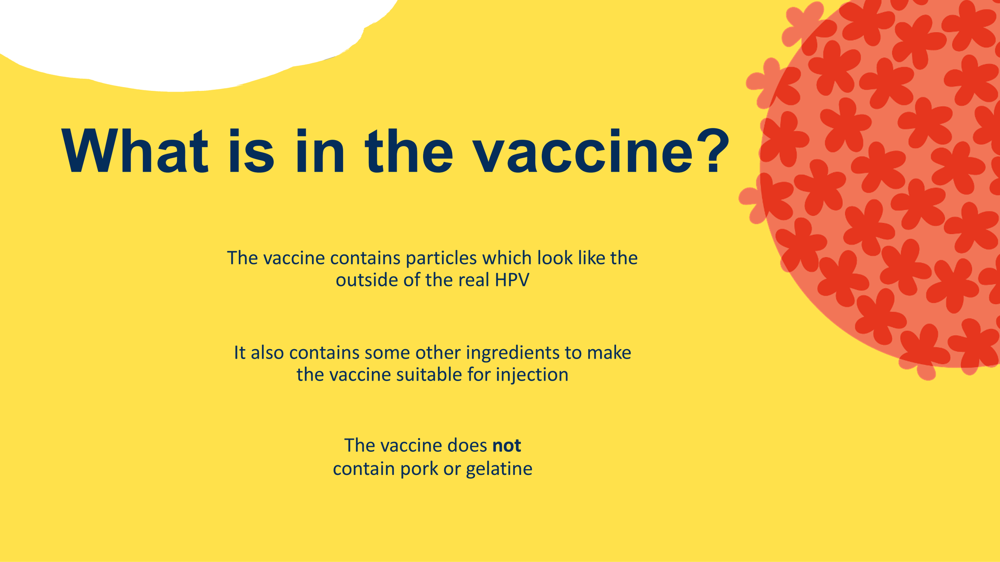 What is in the vaccine?
The vaccine contains particles which look like the
outside of the real HPV
It also contains some other ingredients to make
the vaccine suitable for injection
The vaccine does not
contain pork or gelatine